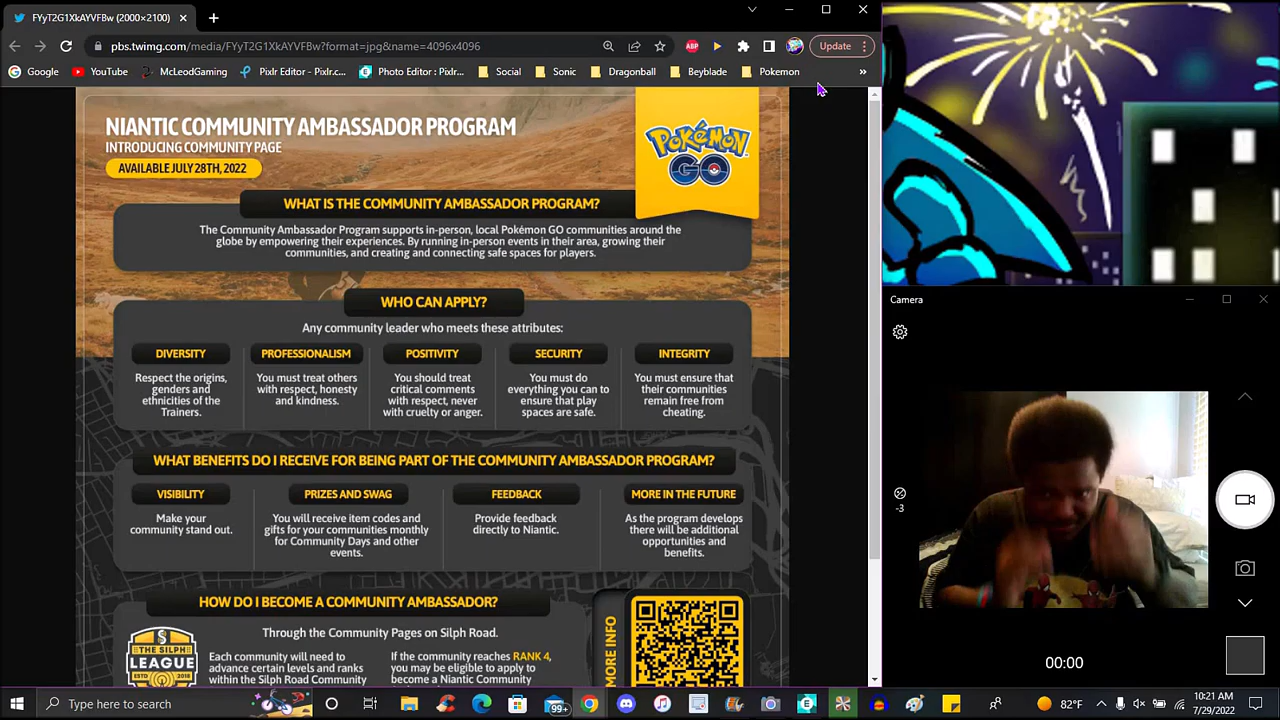 FYyT2G1XkAYVFBw (2000×2100)
pbs.twimg.com/media/FYyT2G1XkAYVFBw?format=jpg&name=4096x4096
ABP
Update
Google
YouTube
McLeodGaming
Pixlr Editor - Pixlr.c...
Photo Editor : Pixlr...
Social
Sonic
Dragonball
Beyblade
Pokemon
»
NIANTIC COMMUNITY AMBASSADOR PROGRAM
INTRODUCING COMMUNITY PAGE
AVAILABLE JULY 28TH, 2022
POKÉMON
GO
WHAT IS THE COMMUNITY AMBASSADOR PROGRAM?
The Community Ambassador Program supports in-person, local Pokémon GO communities around the
globe by empowering their experiences. By running in-person events in their area, growing their
communities, and creating and connecting safe spaces for players.
WHO CAN APPLY?
Any community leader who meets these attributes:
DIVERSITY
Respect the origins,
genders and
ethnicities of the
Trainers.
PROFESSIONALISM
You must treat others
with respect, honesty
and kindness.
POSITIVITY
You should treat
critical comments
with respect, never
with cruelty or anger.
SECURITY
You must do
everything you can to
ensure that play
spaces are safe.
INTEGRITY
You must ensure that
their communities
remain free from
cheating.
WHAT BENEFITS DO I RECEIVE FOR BEING PART OF THE COMMUNITY AMBASSADOR PROGRAM?
VISIBILITY
Make your
community stand out.
PRIZES AND SWAG
You will receive item codes and
gifts for your communities monthly
for Community Days and other
events.
FEEDBACK
Provide feedback
directly to Niantic.
MORE IN THE FUTURE
As the program develops
there will be additional
opportunities and
benefits.
HOW DO I BECOME A COMMUNITY AMBASSADOR?
Through the Community Pages on Silph Road.
THE SILPH
LEAGUE
ESTD 2018
Each community will need to
advance certain levels and ranks
within the Silph Road Community
If the community reaches RANK 4,
you may be eligible to apply to
become a Niantic Community
MORE INFO
Camera
-3
00:00
Type here to search
99+
82°F
10:21 AM
7/29/2022